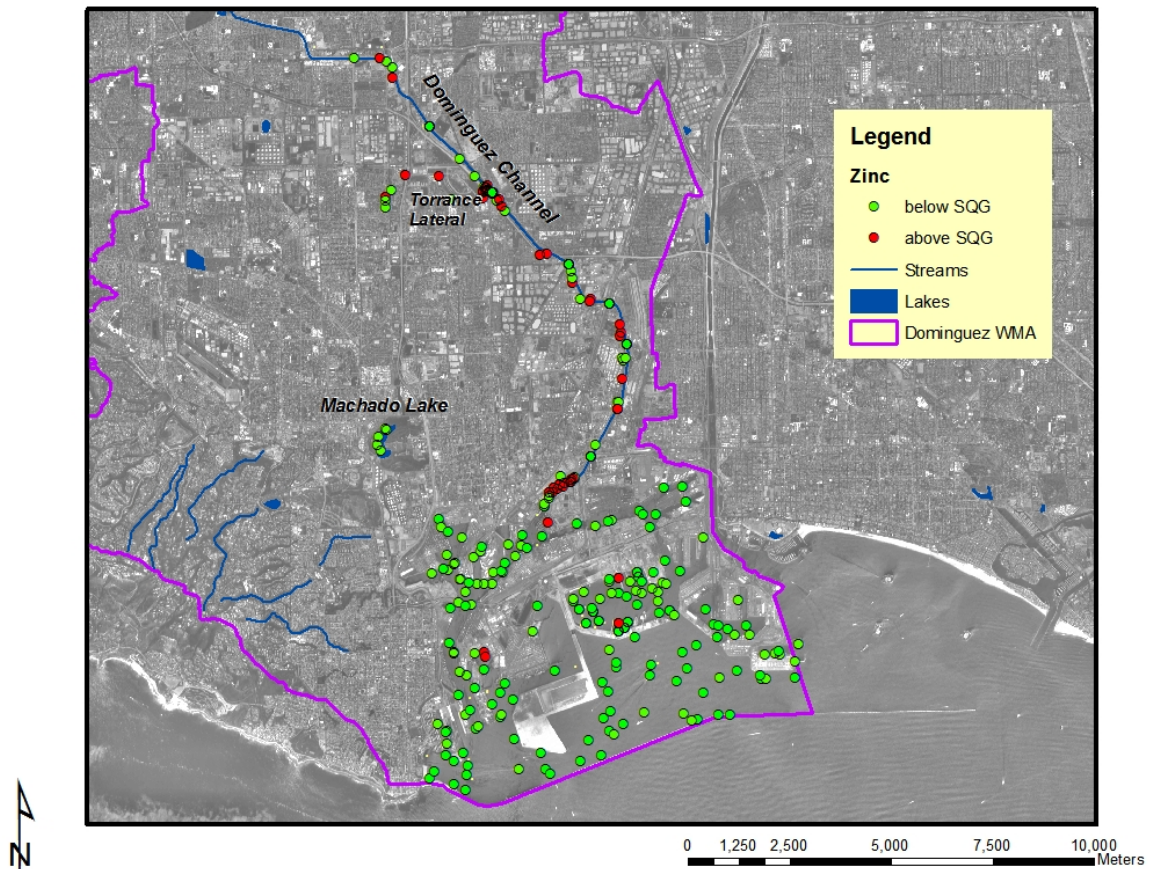 Dominguez Channel
Torrance
Lateral
Machado Lake
Legend
Zinc
below SQG
above SQG
Streams
Lakes
Dominguez WMA
N
0 1,250 2,500 5,000 7,500 10,000
Meters